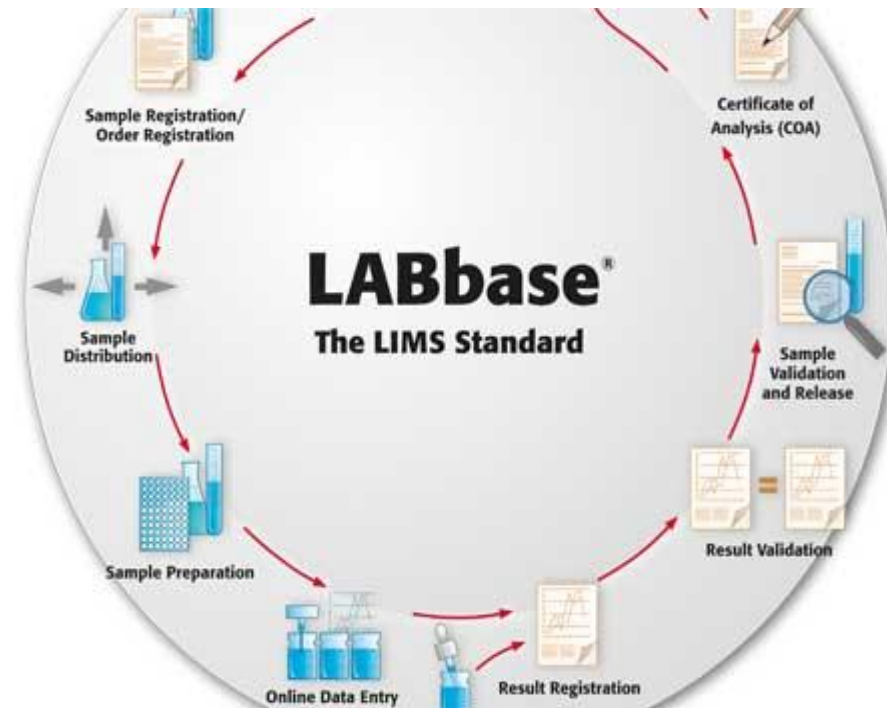 Sample Registration/
Order Registration
Certificate of
Analysis (COA)
LABbase®
The LIMS Standard
Sample
Distribution
Sample
Validation
and Release
Sample Preparation
Result Validation
Online Data Entry
Result Registration